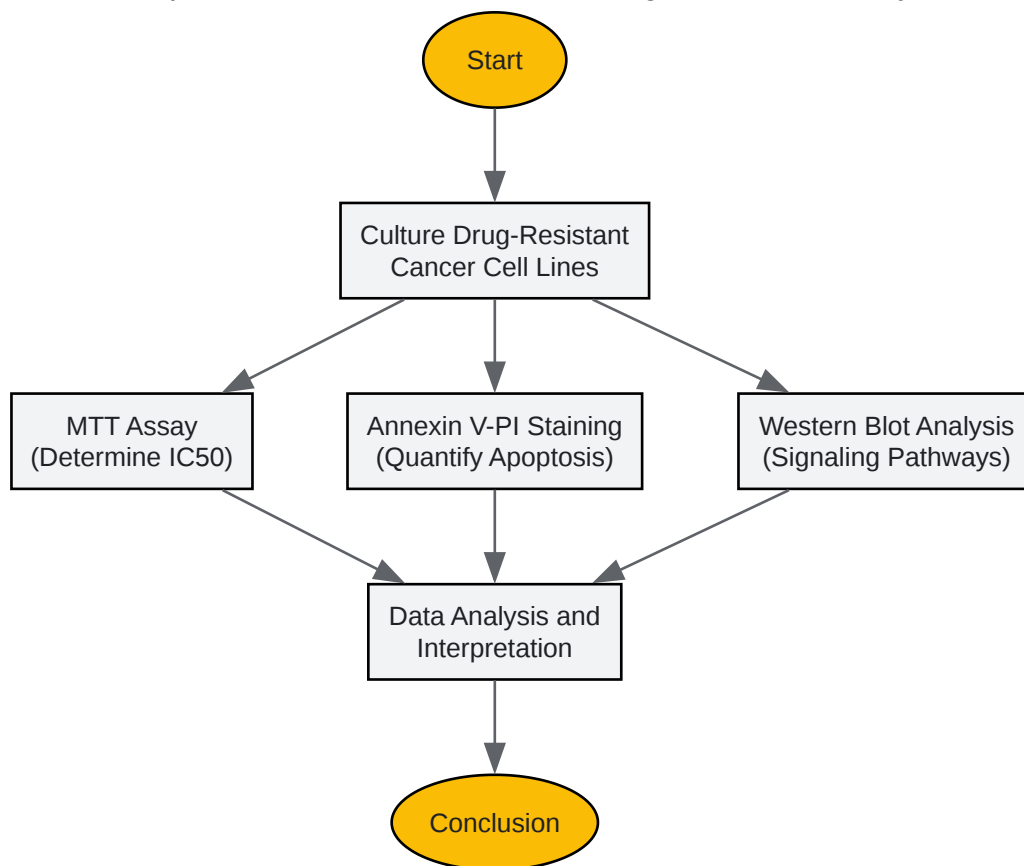 Start
Culture Drug-Resistant
Cancer Cell Lines
MTT Assay
(Determine IC50)
Annexin V-PI Staining
(Quantify Apoptosis)
Western Blot Analysis
(Signaling Pathways)
Data Analysis and
Interpretation
Conclusion